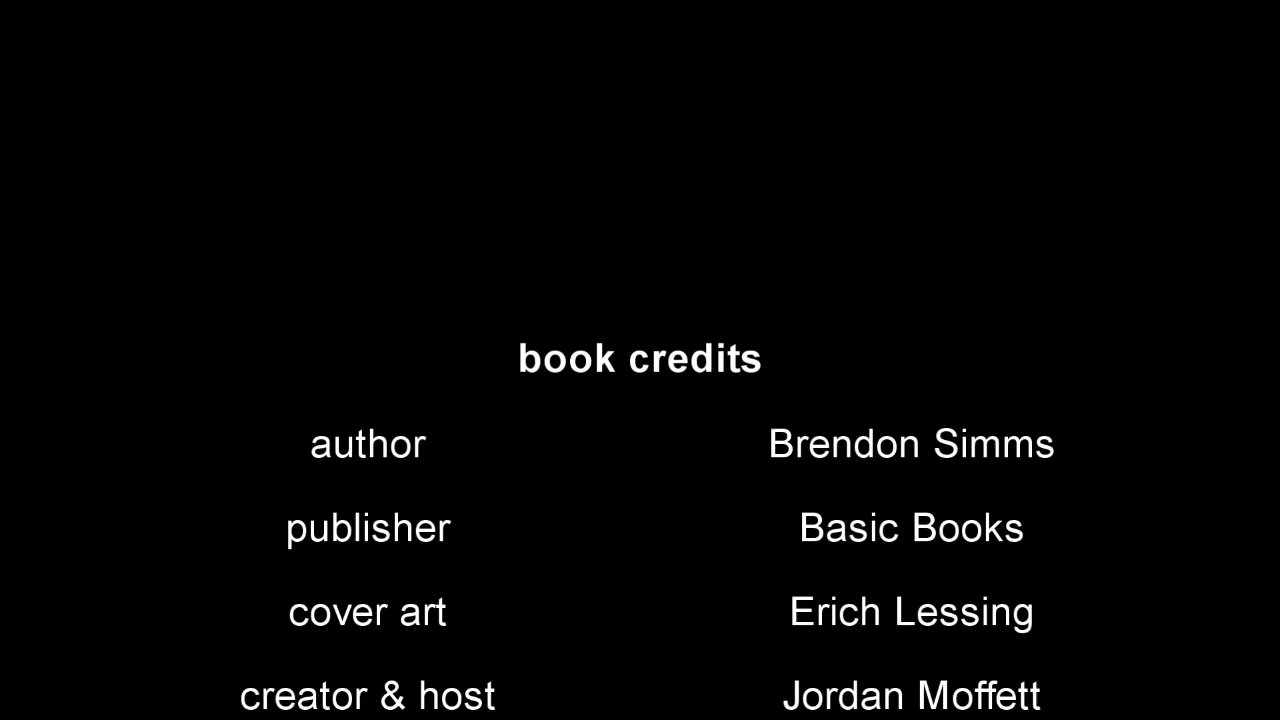 book credits
author Brendon Simms
publisher Basic Books
cover art Erich Lessing
creator & host Jordan Moffett